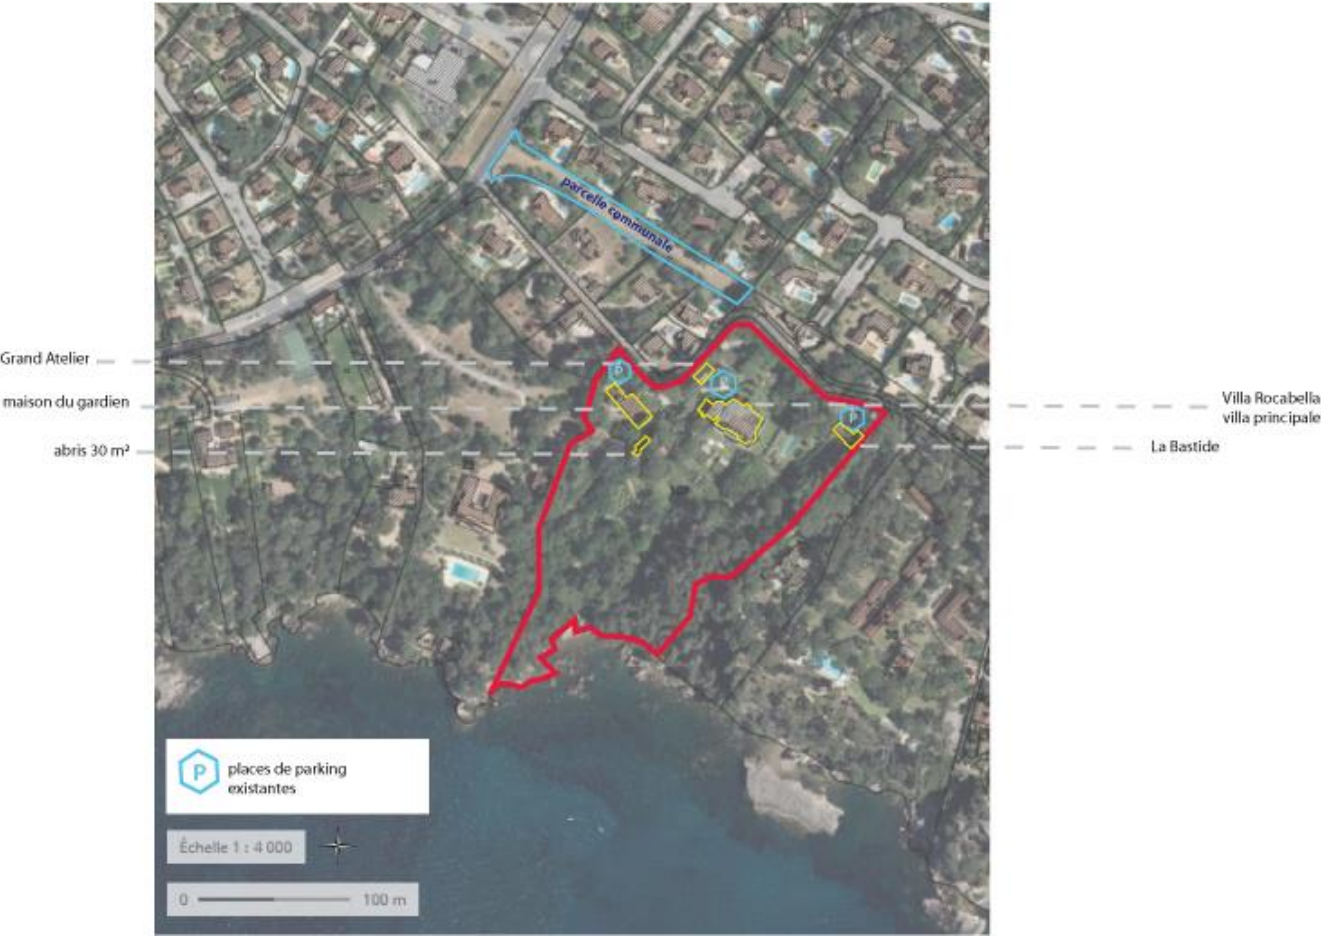 parcelle communale
Grand Atelier
maison du gardien
abris 30 m²
Villa Rocabella
villa principale
La Bastide
P
P
P
P
places de parking
existantes
Échelle 1 : 4 000
0
100 m